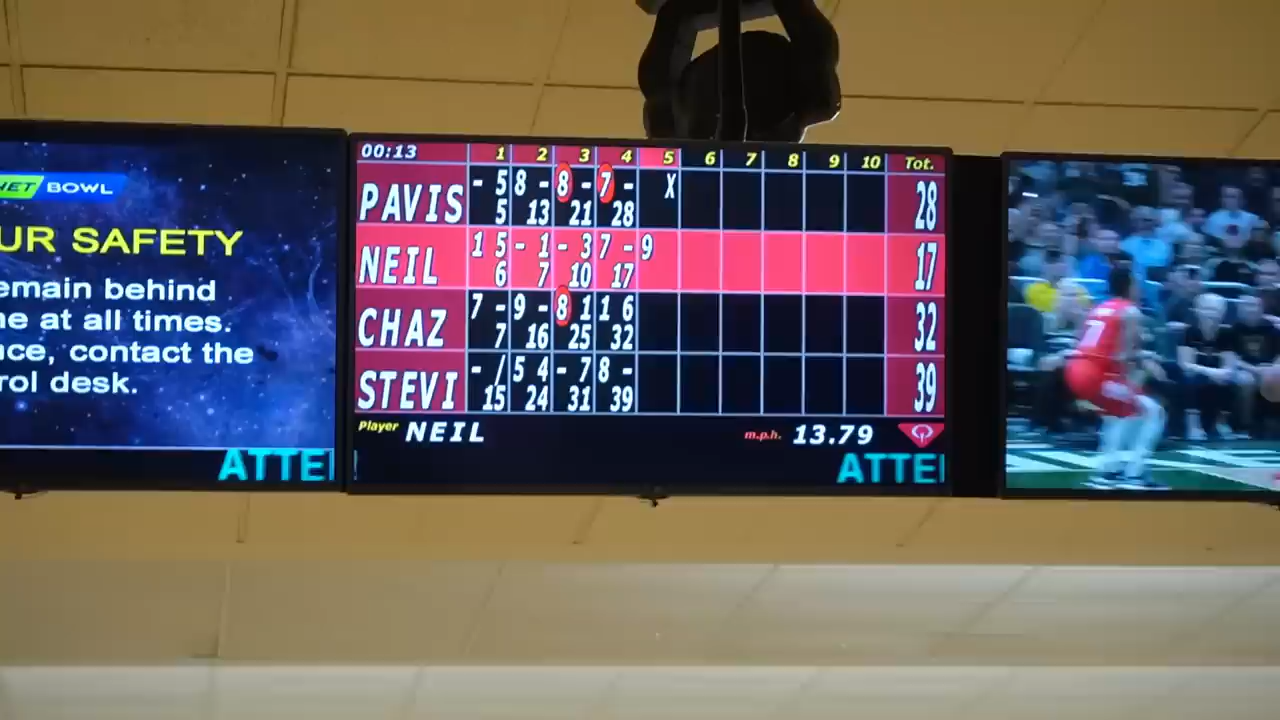 NET BOWL
UR SAFETY
emain behind
ne at all times.
nce, contact the
rol desk.
ATTE
00:13 1 2 3 4 5 6 7 8 9 10 Tot.
PAVIS - 5 8 - 8 - 7 - X 28
5 13 21 28
NEIL 1 5 - 1 - 3 7 - 9 17
6 7 10 17
CHAZ 7 - 9 - 8 1 1 6 32
7 16 25 32
STEVI - / 5 4 - 7 8 - 39
15 24 31 39
Player NEIL m.p.h. 13.79
ATTE